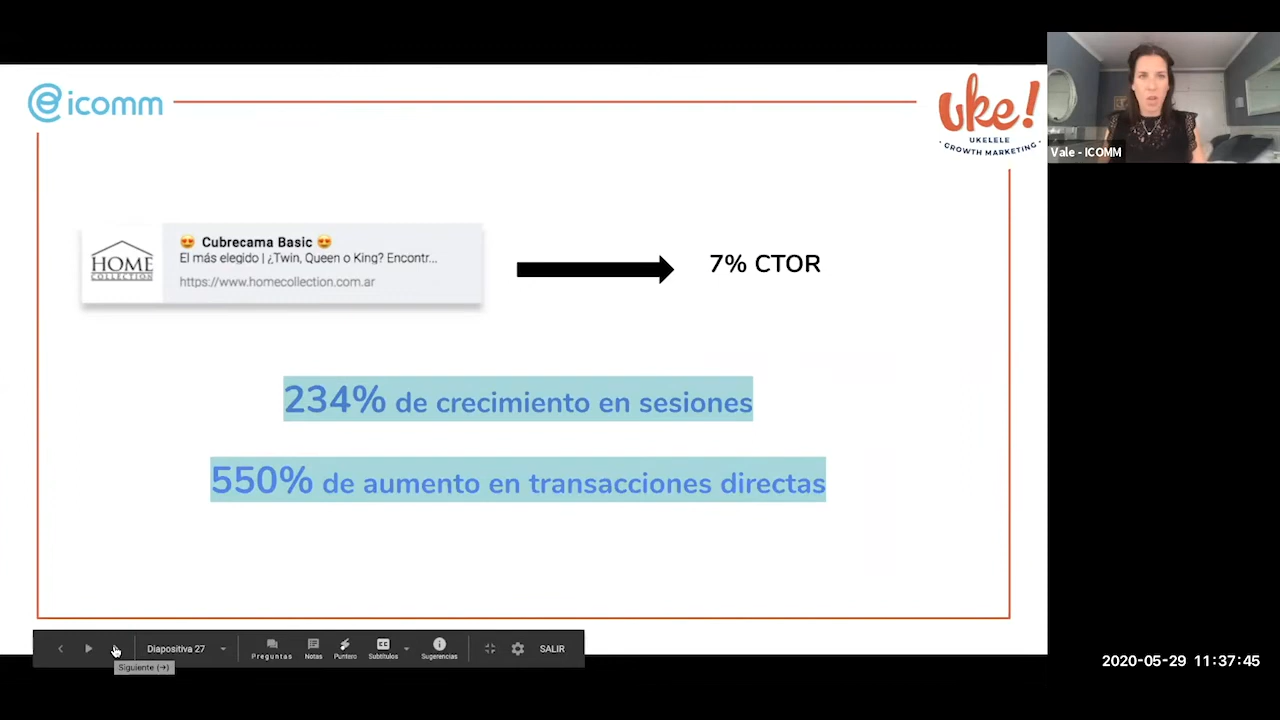 icomm
uke!
UKELELE
· GROWTH MARKETING ·
Vale - ICOMM
HOME
COLLECTION
😍 Cubrecama Basic 😍
El más elegido | ¿Twin, Queen o King? Encontr...
https://www.homecollection.com.ar
7% CTOR
234% de crecimiento en sesiones
550% de aumento en transacciones directas
Diapositiva 27
Preguntas
Notas
Puntero
CC
Subtítulos
Sugerencias
SALIR
Siguiente (→)
2020-05-29 11:37:45